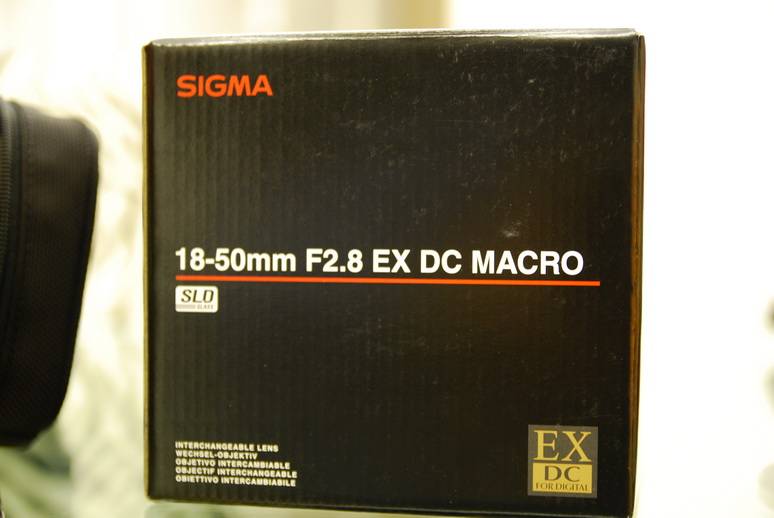 SIGMA
18-50mm F2.8 EX DC MACRO
SLD
GLASS
INTERCHANGEABLE LENS
WECHSEL-OBJEKTIV
OBJETIVO INTERCAMBIABLE
OBJECTIF INTERCHANGEABLE
OBIETTIVO INTERCAMBIABILE
EX
DC
FOR DIGITAL